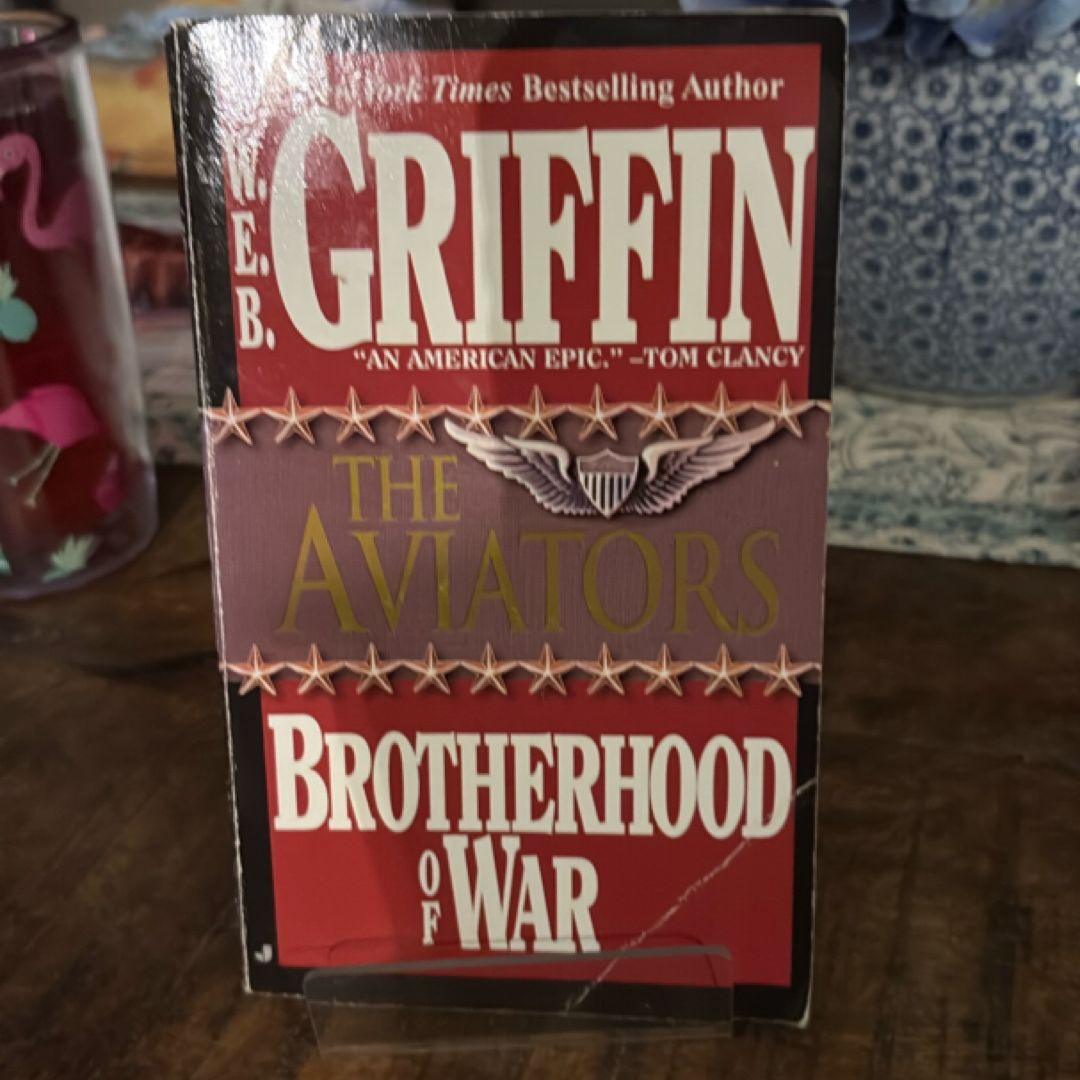 York Times Bestselling Author
W. E. B. GRIFFIN
“AN AMERICAN EPIC.” –TOM CLANCY
THE
AVIATORS
BROTHERHOOD
OF WAR
J